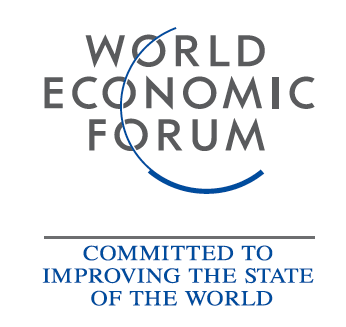 WORLD
ECONOMIC
FORUM
COMMITTED TO
IMPROVING THE STATE
OF THE WORLD